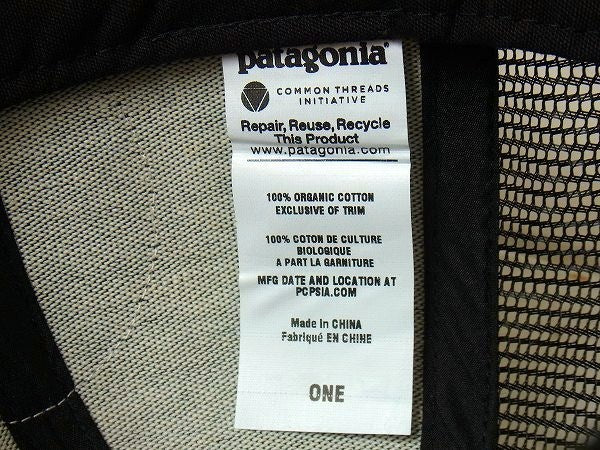 patagonia®
COMMON THREADS
INITIATIVE
Repair, Reuse, Recycle
This Product
www.patagonia.com
100% ORGANIC COTTON
EXCLUSIVE OF TRIM
100% COTON DE CULTURE
BIOLOGIQUE
A PART LA GARNITURE
MFG DATE AND LOCATION AT
PCPSIA.COM
Made in CHINA
Fabriqué EN CHINE
ONE